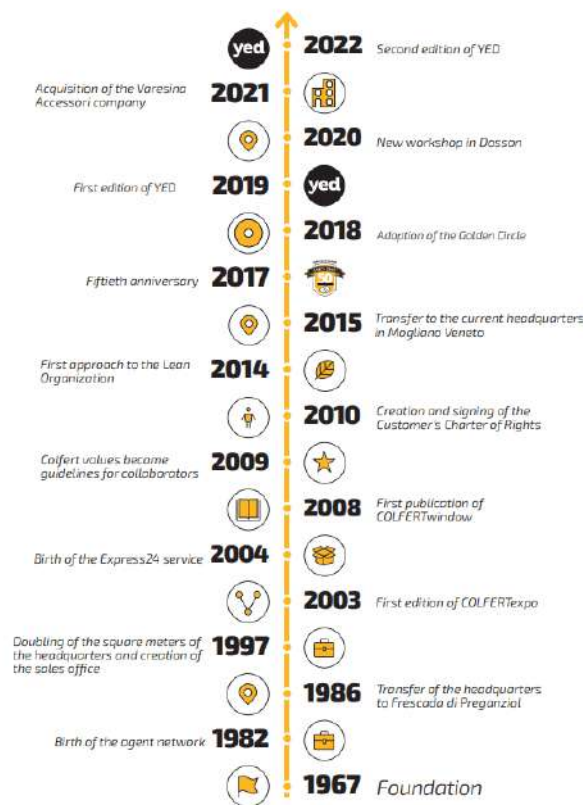 yed
2022 Second edition of YED
Acquisition of the Varesina
Accessori company
2021
2020 New workshop in Dosson
First edition of YED 2019
yed
2018 Adoption of the Golden Circle
Fiftieth anniversary 2017
50
2015 Transfer to the current headquarters
in Mogliano Veneto
First approach to the Lean
Organization
2014
2010 Creation and signing of the
Customer's Charter of Rights
Colfert values became
guidelines for collaborators
2009
2008 First publication of
COLFERTwindow
Birth of the Express24 service 2004
2003 First edition of COLFERTexpo
Doubling of the square meters of
the headquarters and creation of
the sales office
1997
1986 Transfer of the headquarters
to Frescada di Preganziol
Birth of the agent network 1982
1967 Foundation